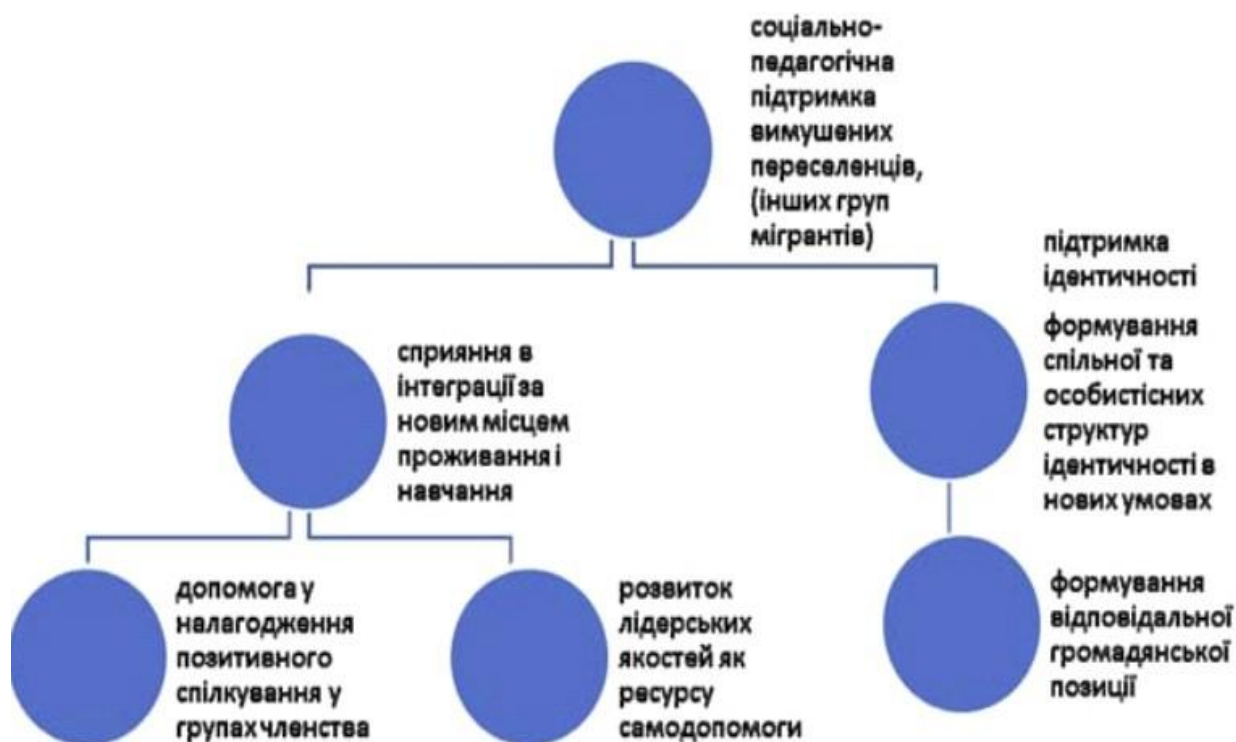 соціально-
педагогічна
підтримка
вимушених
переселенців,
(інших груп
мігрантів)
підтримка
ідентичності
формування
спільної та
особистісних
структур
ідентичності в
нових умовах
сприяння в
інтеграції за
новим місцем
проживання і
навчання
допомога у
налагодження
позитивного
спілкування у
групах членства
розвиток
лідерських
якостей як
ресурсу
самодопомоги
формування
відповідальної
громадянської
позиції